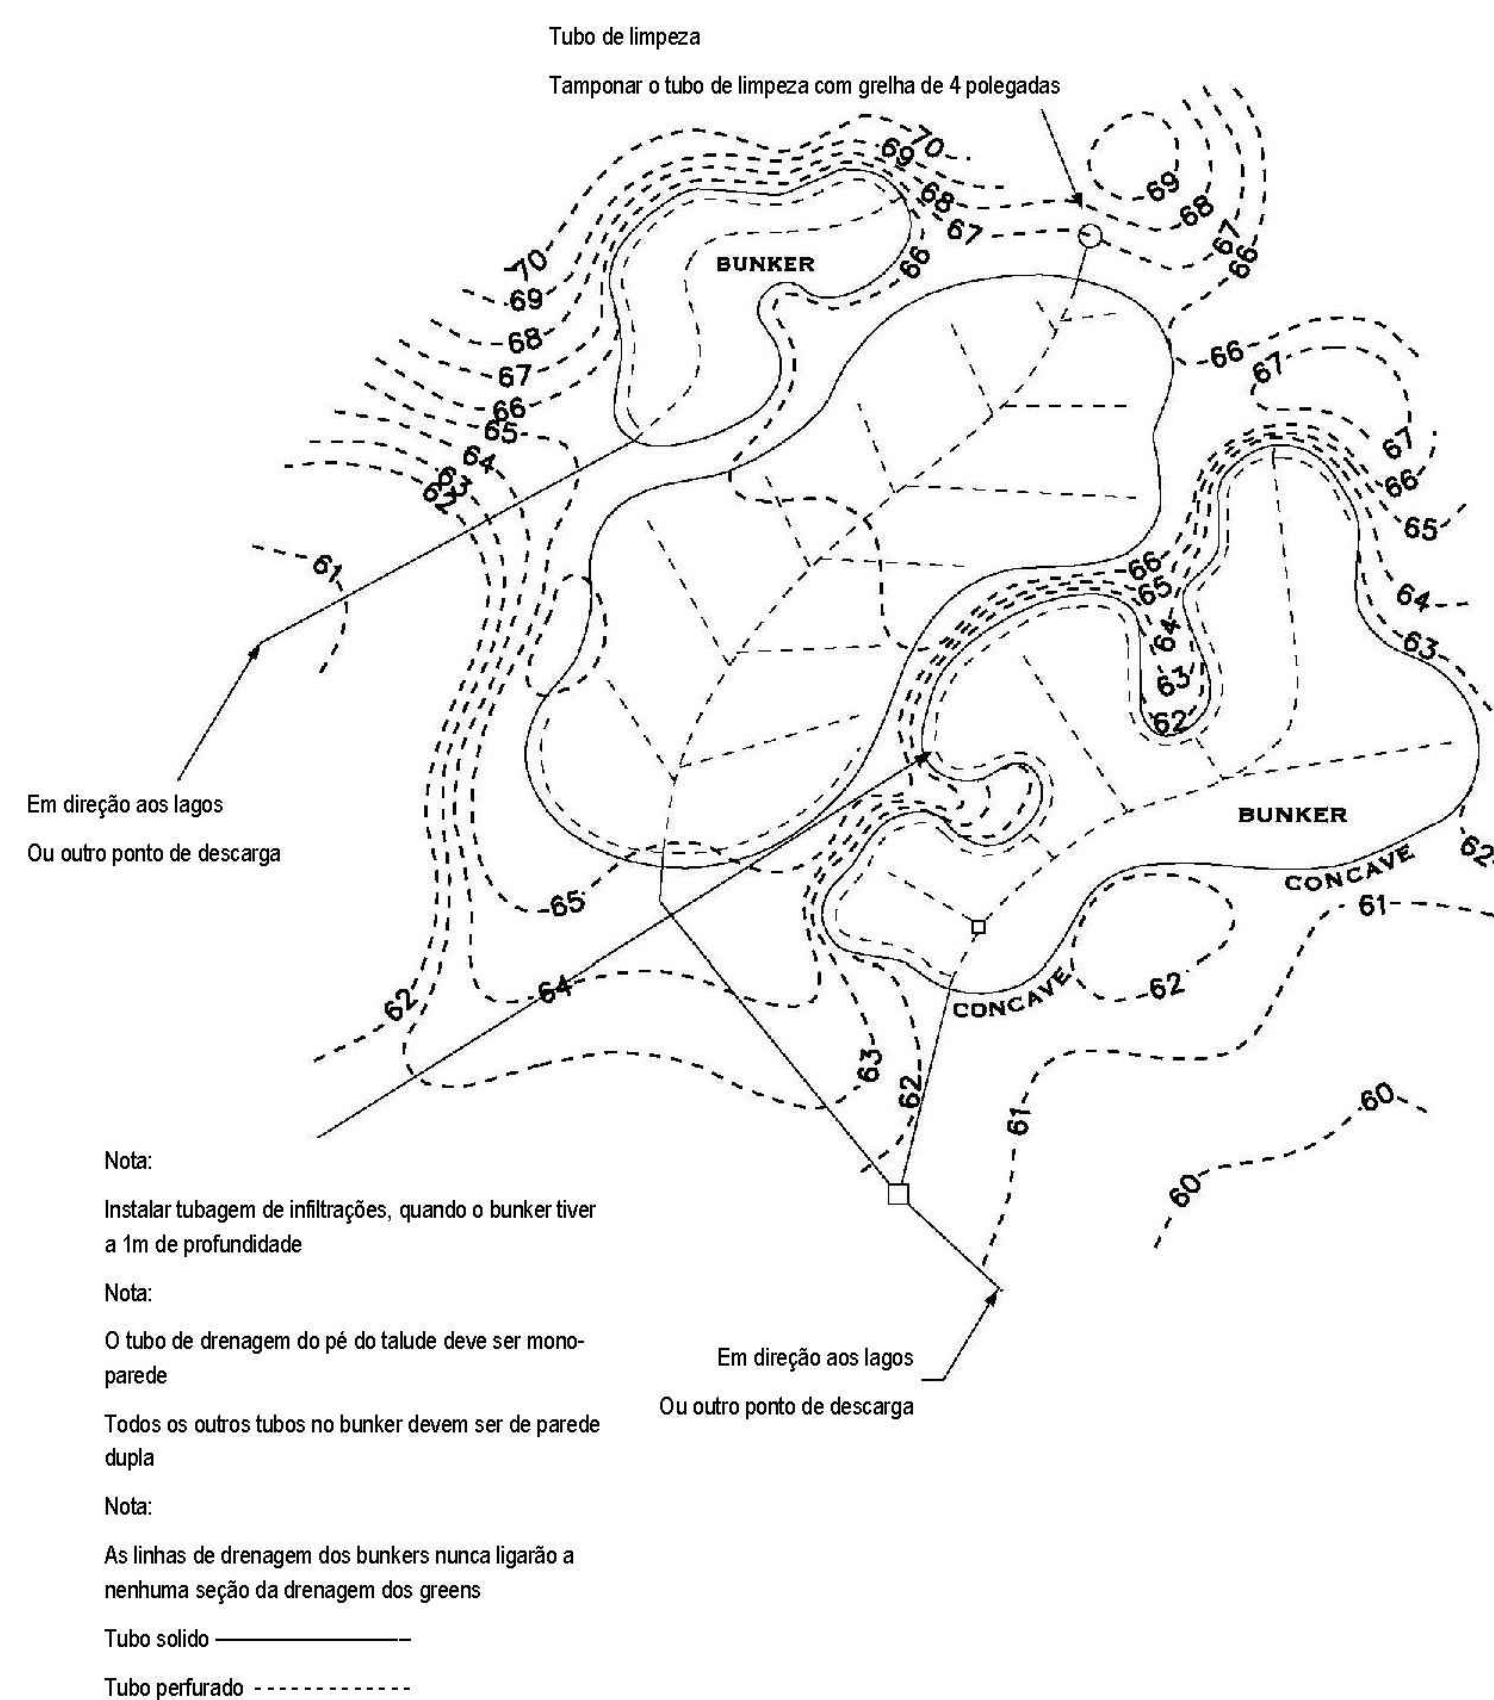 Tubo de limpeza
Tamponar o tubo de limpeza com grelha de 4 polegadas
70
69
68
67
66
69
68
67
66
BUNKER
70
69
68
67
66
65
64
63
62
61
66
67
67
66
65
64
63
66
65
64
63
62
BUNKER
CONCAVE
62
61
Em direção aos lagos
Ou outro ponto de descarga
65
64
62
CONCAVE
62
63
62
61
60
60
Nota:
Instalar tubagem de infiltrações, quando o bunker tiver
a 1m de profundidade
Nota:
O tubo de drenagem do pé do talude deve ser mono-
parede
Todos os outros tubos no bunker devem ser de parede
dupla
Nota:
As linhas de drenagem dos bunkers nunca ligarão a
nenhuma seção da drenagem dos greens
Tubo solido
Tubo perfurado
Em direção aos lagos
Ou outro ponto de descarga